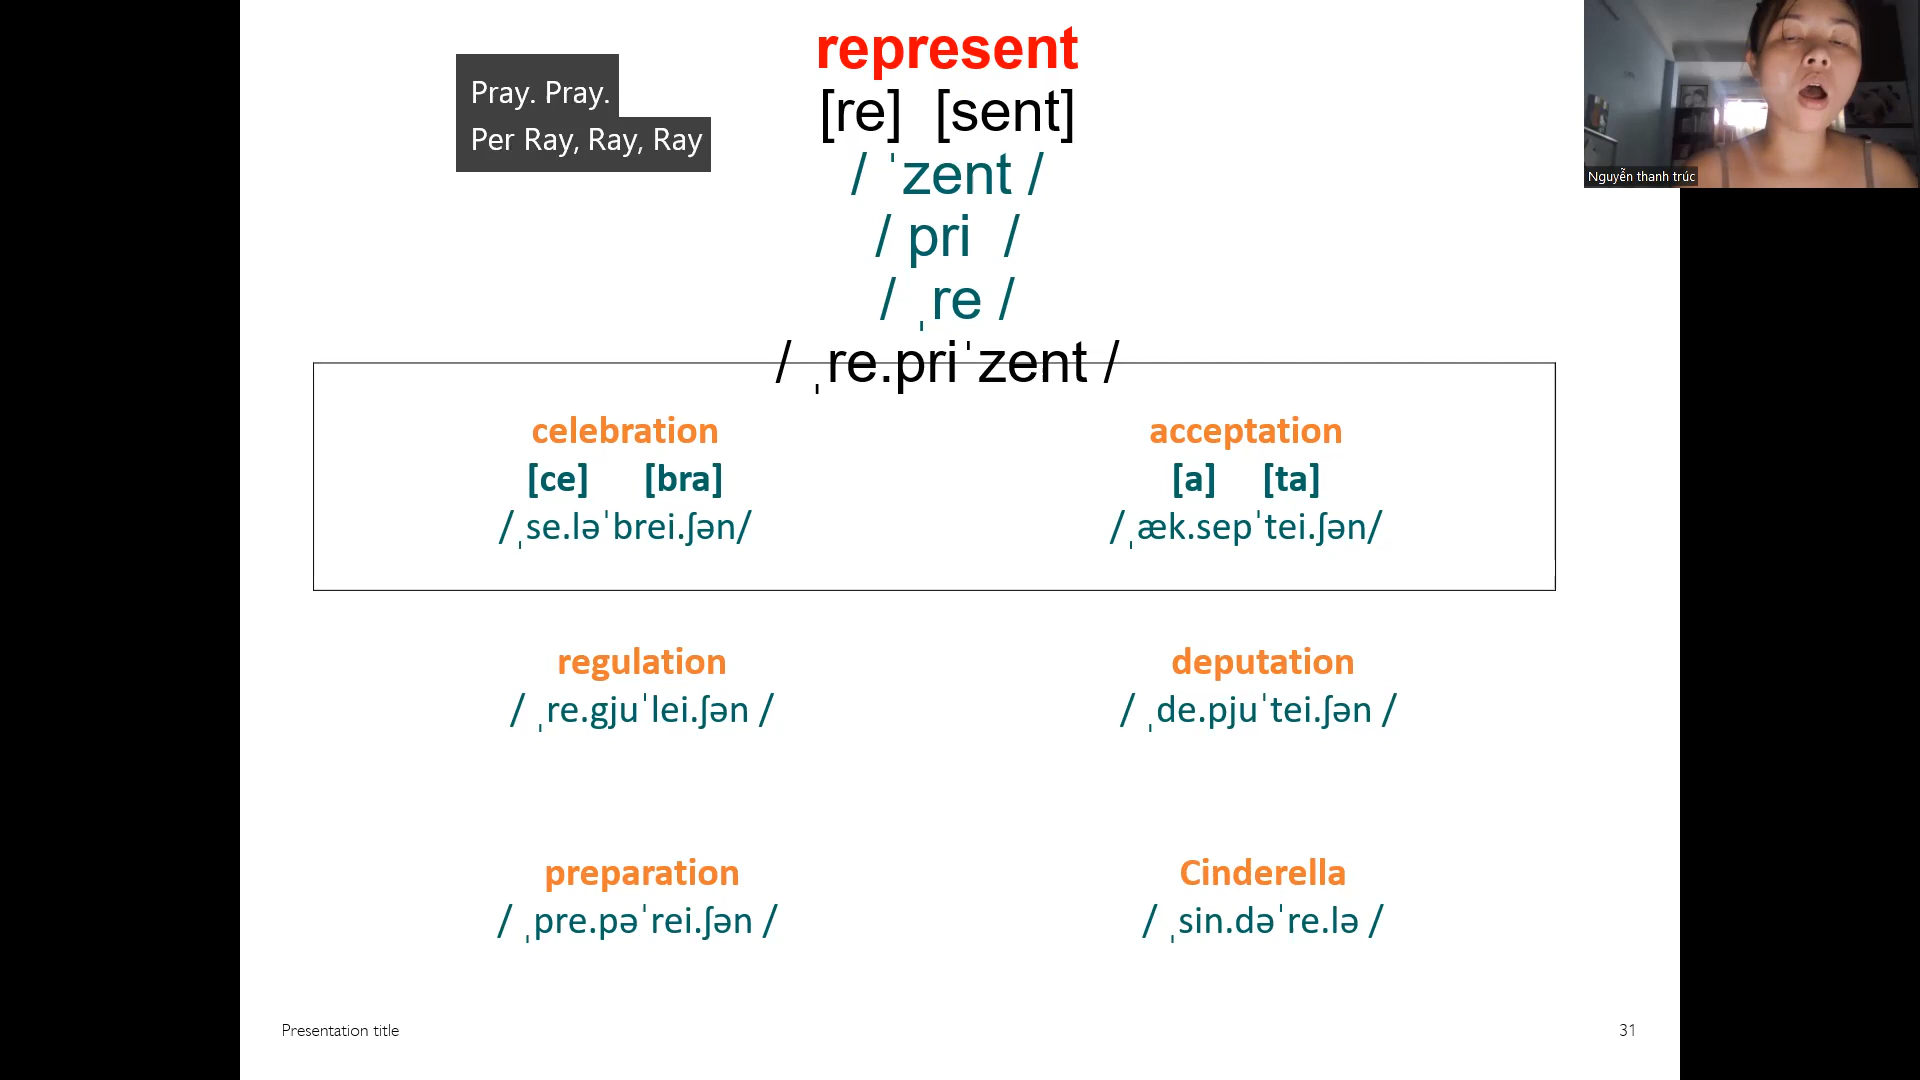 represent
[re] [sent]
/ ˈzent /
/ pri /
/ ˌre /
/ ˌre.priˈzent /
Pray. Pray.
Per Ray, Ray, Ray
Nguyễn thanh trúc
celebration
[ce] [bra]
/ˌse.ləˈbrei.ʃən/
acceptation
[a] [ta]
/ˌæk.sepˈtei.ʃən/
regulation
/ ˌre.gjuˈlei.ʃən /
deputation
/ ˌde.pjuˈtei.ʃən /
preparation
/ ˌpre.pəˈrei.ʃən /
Cinderella
/ ˌsin.dəˈre.lə /
Presentation title
31